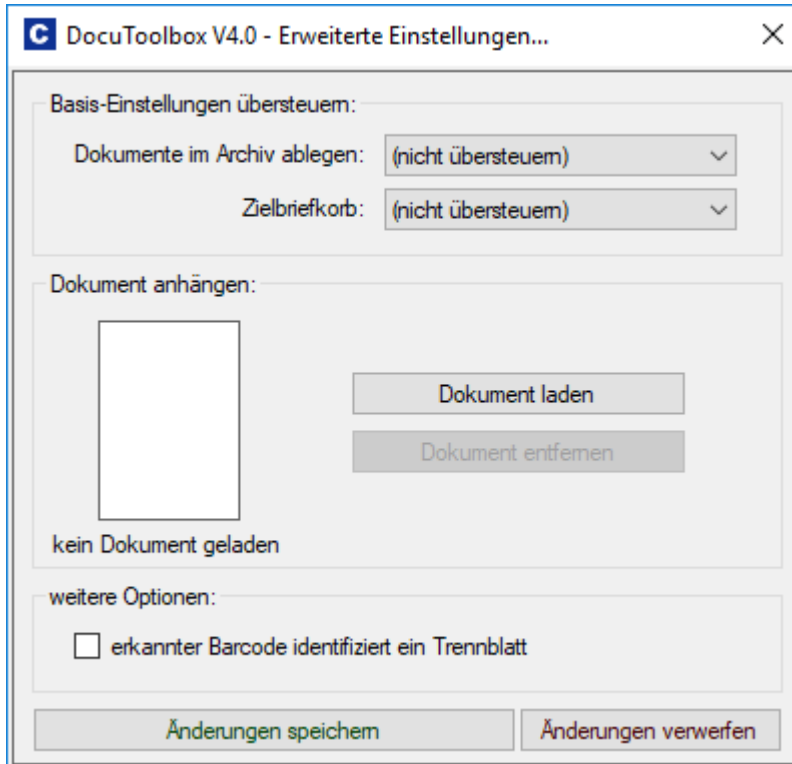 C DocuToolbox V4.0 - Erweiterte Einstellungen...
Basis-Einstellungen übersteuern:
Dokumente im Archiv ablegen: (nicht übersteuern)
Zielbriefkorb: (nicht übersteuern)
Dokument anhängen:
Dokument laden
Dokument entfernen
kein Dokument geladen
weitere Optionen:
erkannter Barcode identifiziert ein Trennblatt
Änderungen speichern Änderungen verwerfen